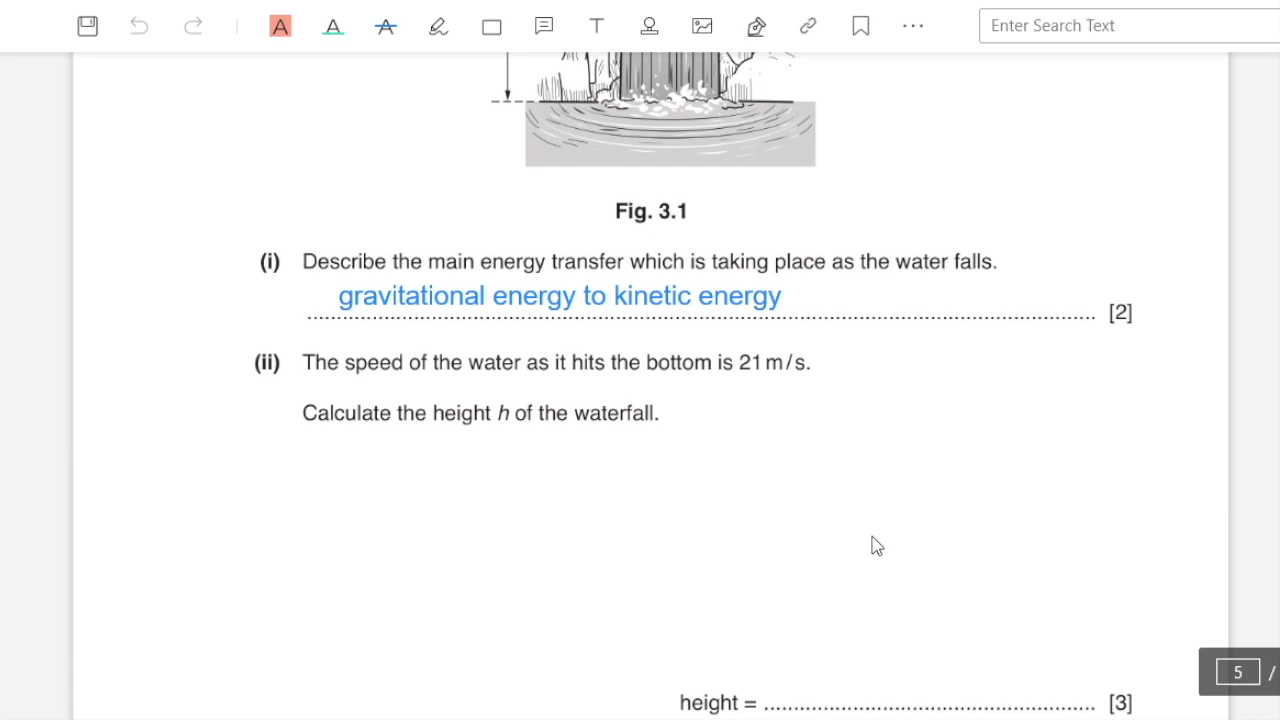 Enter Search Text
Fig. 3.1
(i) Describe the main energy transfer which is taking place as the water falls.
gravitational energy to kinetic energy
[2]
(ii) The speed of the water as it hits the bottom is 21 m/s.
Calculate the height h of the waterfall.
5 /
height = ........................................................ [3]